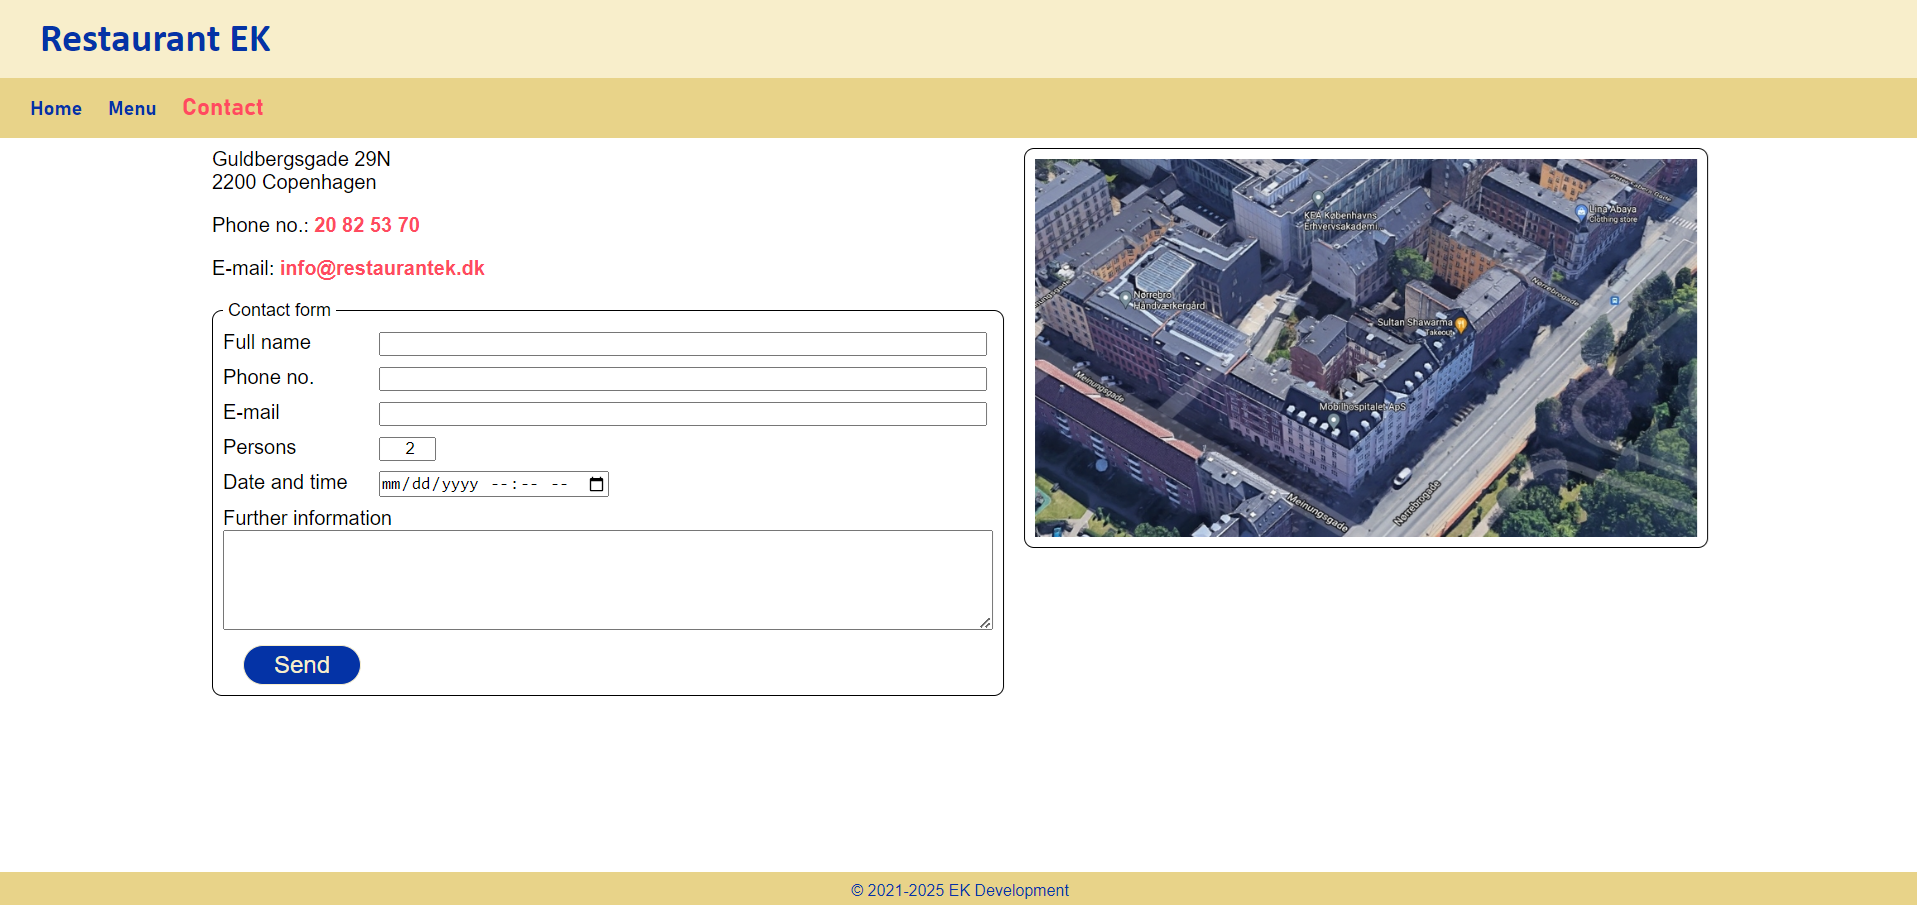 Restaurant EK
Home Menu Contact
Guldbergsgade 29N
2200 Copenhagen
Phone no.: 20 82 53 70
E-mail: info@restaurantek.dk
Contact form
Full name
Phone no.
E-mail
Persons 2
Date and time mm/dd/yyyy --:-- --
Further information
Send
KEA Københavns
Erhvervsakademi...
Lina Abaya
Clothing store
Nørrebro
Håndværkergård
Nørrebrogade
Sultan Shawarma
Takeout
Meinungsgade
Mobilhospitalet ApS
Meinungsgade
Nørrebrogade
© 2021-2025 EK Development